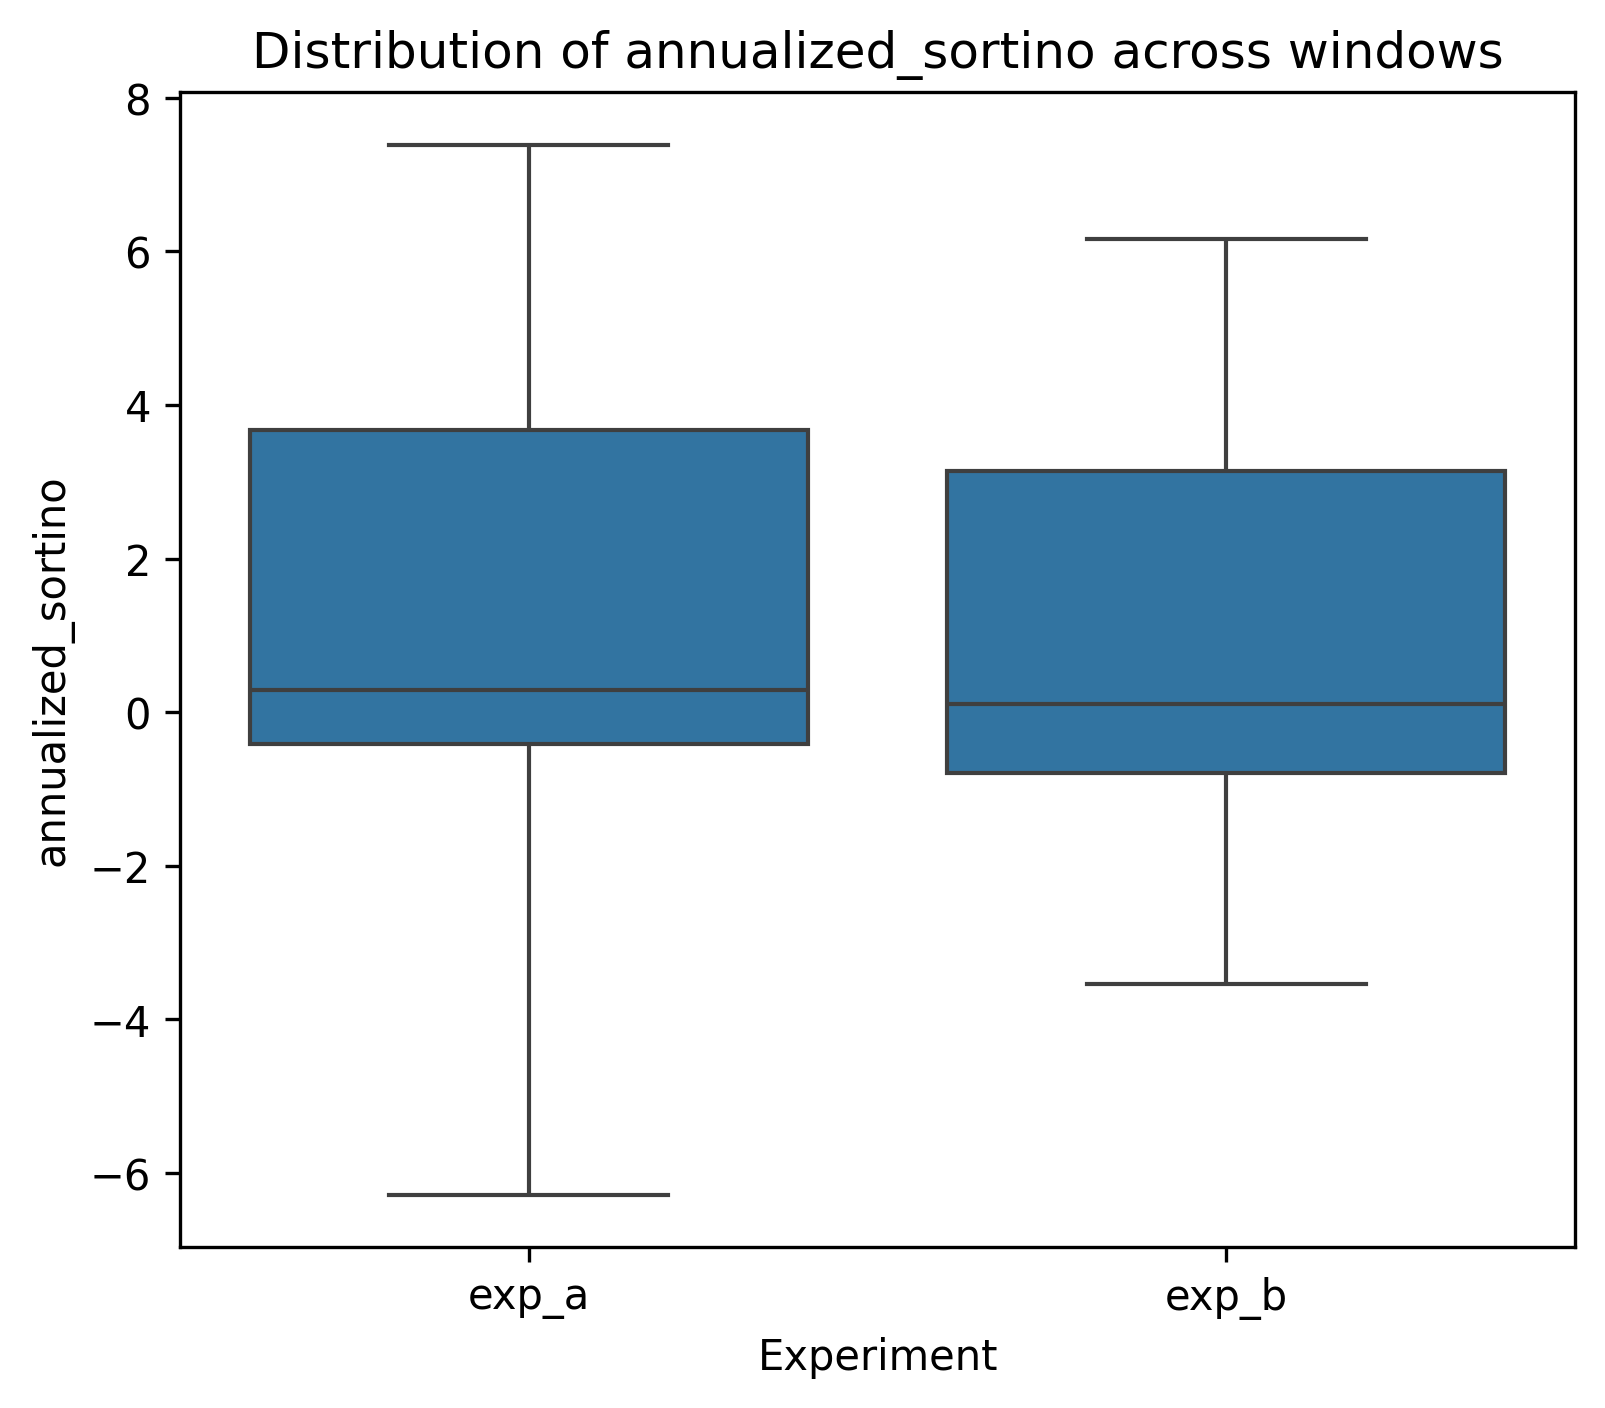 Distribution of annualized_sortino across windows
8
6
4
2
0
−2
−4
−6
annualized_sortino
exp_a
exp_b
Experiment